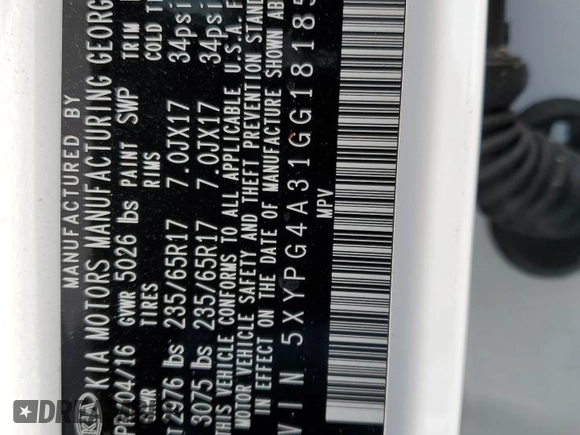 MANUFACTURED BY
KIA MOTORS MANUFACTURING GEORG
04/16 GVWR 5026 lbs PAINT SWP TRIM
TIRES RIMS COLD
2976 lbs 235/65R17 7.0JX17 34psi
3075 lbs 235/65R17 7.0JX17 34psi
THIS VEHICLE CONFORMS TO ALL APPLICABLE U.S.A. F
MOTOR VEHICLE SAFETY AND THEFT PREVENTION STAND
IN EFFECT ON THE DATE OF MANUFACTURE SHOWN AB
VIN 5XYPG4A31GG18185
MPV
KIA